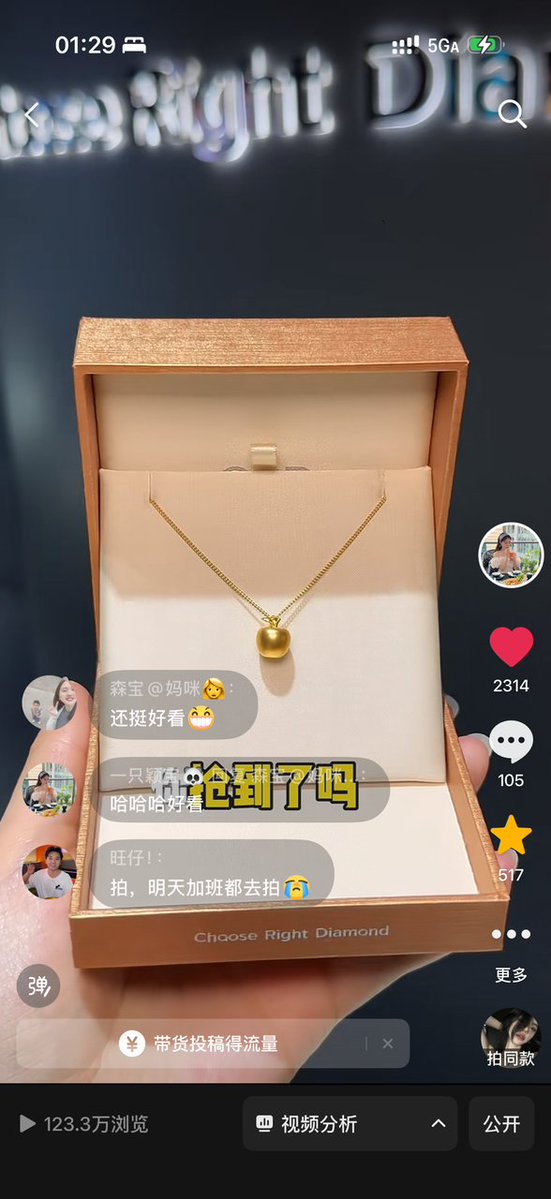 01:29
5GA
Right Dia
2314
森宝@妈咪👩:
还挺好看😁
105
哈哈哈好看
抢到了吗
517
旺仔!:
拍，明天加班都去拍😭
Choose Right Diamond
更多
弹
¥ 带货投稿得流量
拍同款
123.3万浏览
视频分析
公开